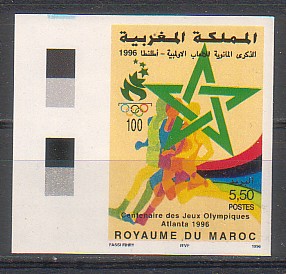 المملكة المغربية
الذكرى المائوية للألعاب الأولمبية - أطلنطا 1996
100
البريد
5,50
POSTES
Centenaire des Jeux Olympiques
Atlanta 1996
ROYAUME DU MAROC
1996